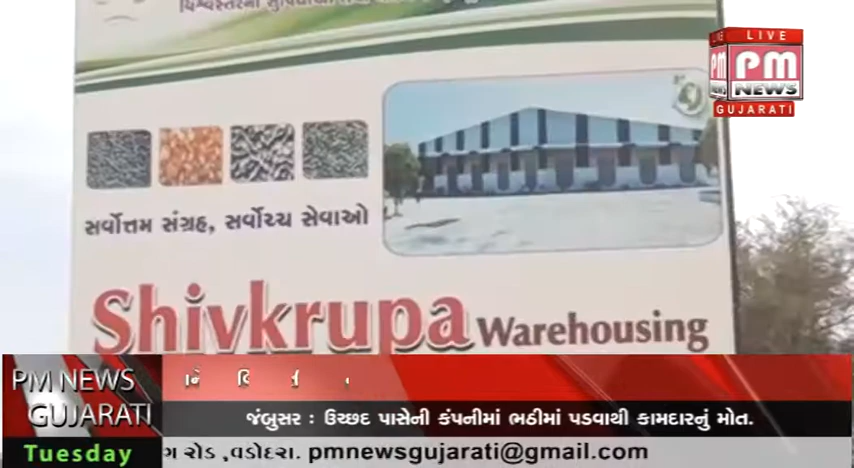 LIVE
PM
NEWS
GUJARATI
સર્વોત્તમ સંગ્રહ, સર્વોચ્ચ સેવાઓ
Shivkrupa Warehousing
PM NEWS
GUJARATI
જંબુસર : ઉચ્છદ પાસેની કંપનીમાં ભઠીમાં પડવાથી કામદારનું મોત.
Tuesday
ગ રોડ ,વડોદરા. pmnewsgujarati@gmail.com